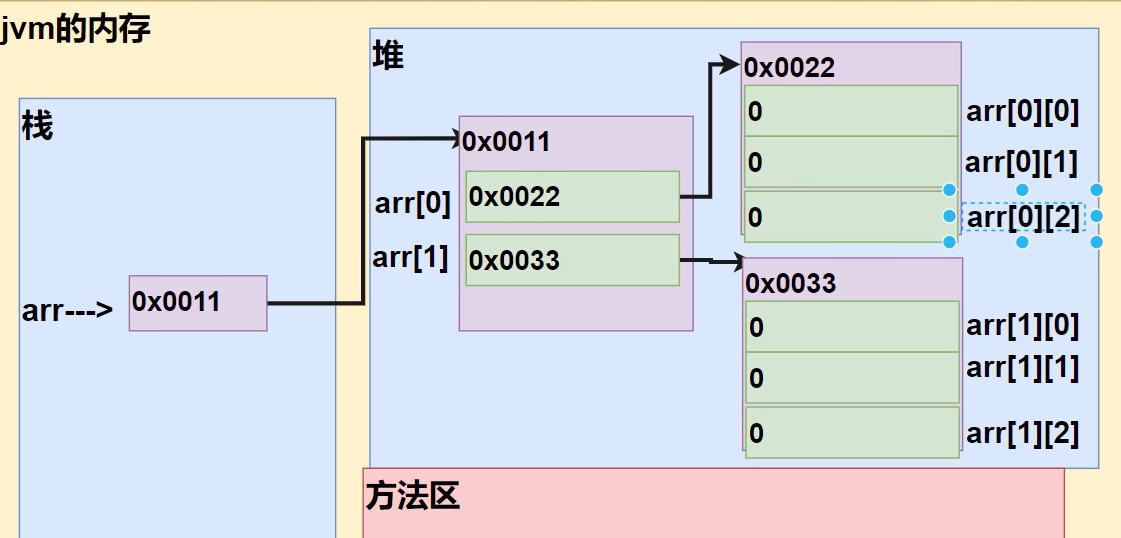 jvm的内存
栈
arr---> 0x0011
堆
0x0011
arr[0] 0x0022
arr[1] 0x0033
0x0022
0 arr[0][0]
0 arr[0][1]
0 arr[0][2]
0x0033
0 arr[1][0]
0 arr[1][1]
0 arr[1][2]
方法区